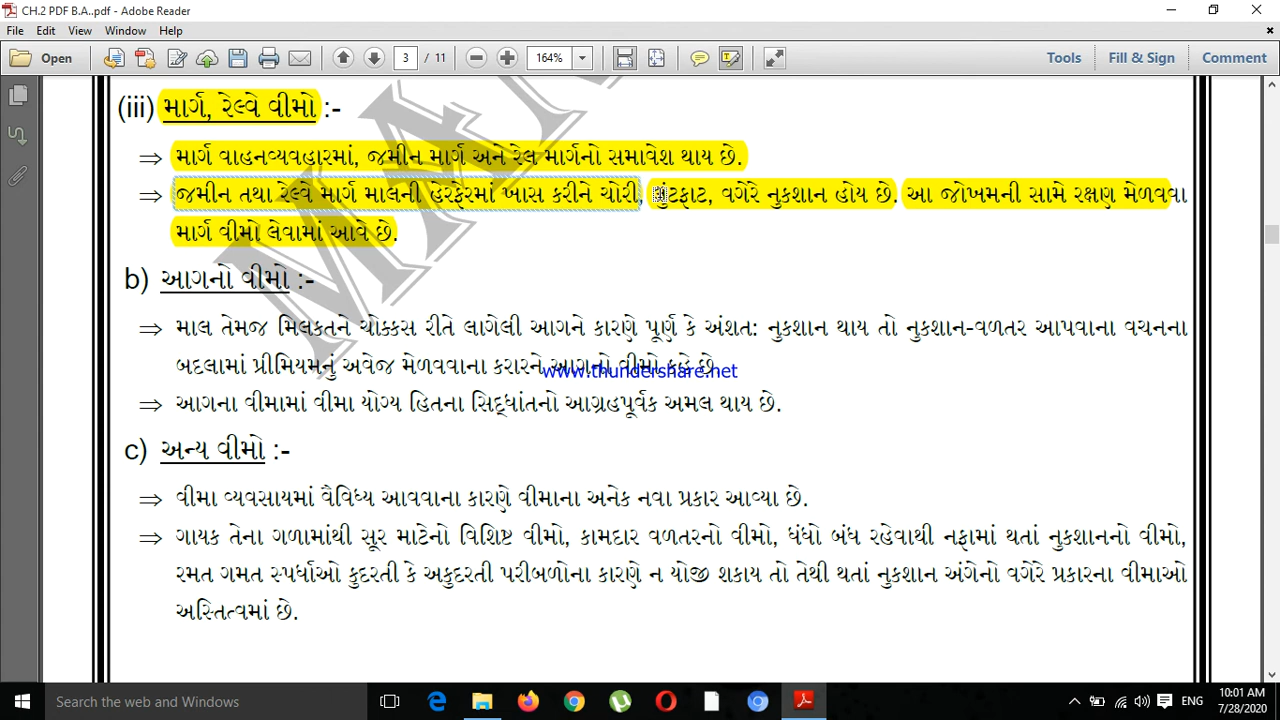 CH.2 PDF B.A..pdf - Adobe Reader
File Edit View Window Help
Open 3 / 11 164% Tools Fill & Sign Comment
(iii) માર્ગ, રેલ્વે વીમો :-
⇒ માર્ગ વાહનવ્યવહારમાં, જમીન માર્ગ અને રેલ માર્ગનો સમાવેશ થાય છે.
⇒ જમીન તથા રેલ્વે માર્ગ માલની હેરફેરમાં ખાસ કરીને ચોરી, લુંટફાટ, વગેરે નુકશાન હોય છે. આ જોખમની સામે રક્ષણ મેળવવા
માર્ગ વીમો લેવામાં આવે છે.
b) આગનો વીમો :-
⇒ માલ તેમજ મિલકતને ચોક્કસ રીતે લાગેલી આગને કારણે પૂર્ણ કે અંશત: નુકશાન થાય તો નુકશાન-વળતર આપવાના વચનના
બદલામાં પ્રીમિયમનું અવેજ મેળવવાના કરારને આગનો વીમો કહે છે.
www.thundershare.net
⇒ આગના વીમામાં વીમા યોગ્ય હિતના સિદ્ધાંતનો આગ્રહપૂર્વક અમલ થાય છે.
c) અન્ય વીમો :-
⇒ વીમા વ્યવસાયમાં વૈવિધ્ય આવવાના કારણે વીમાના અનેક નવા પ્રકાર આવ્યા છે.
⇒ ગાયક તેના ગળામાંથી સૂર માટેનો વિશિષ્ટ વીમો, કામદાર વળતરનો વીમો, ધંધો બંધ રહેવાથી નફામાં થતાં નુકશાનનો વીમો,
રમત ગમત સ્પર્ધાઓ કુદરતી કે અકુદરતી પરીબળોના કારણે ન યોજી શકાય તો તેથી થતાં નુકશાન અંગેનો વગેરે પ્રકારના વીમાઓ
અસ્તિત્વમાં છે.
Search the web and Windows
ENG
10:01 AM
7/28/2020